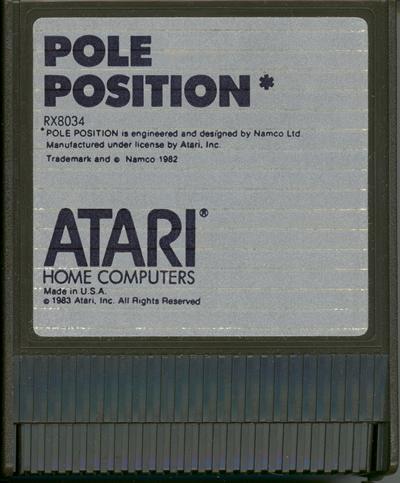 POLE
POSITION *
RX8034
*POLE POSITION is engineered and designed by Namco Ltd.
Manufactured under license by Atari, Inc.
Trademark and © Namco 1982
ATARI®
HOME COMPUTERS
Made in U.S.A.
© 1983 Atari, Inc. All Rights Reserved